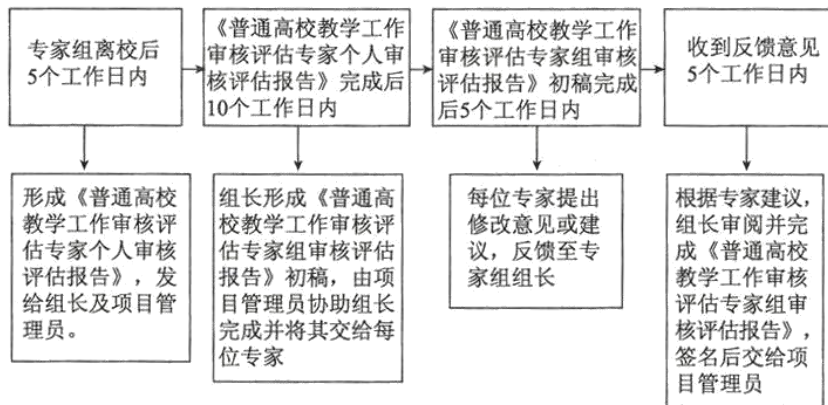 专家组离校后
5个工作日内
《普通高校教学工作
审核评估专家个人审
核评估报告》完成后
10个工作日内
《普通高校教学工作
审核评估专家组审核
评估报告》初稿完成
后5个工作日内
收到反馈意见
5个工作日内
形成《普通高校
教学工作审核评
估专家个人审核
评估报告》，发
给组长及项目管
理员。
组长形成《普通高
校教学工作审核评
估专家组审核评估
报告》初稿，由项
目管理员协助组长
完成并将其交给每
位专家
每位专家提出
修改意见或建
议，反馈至专
家组组长
根据专家建议，
组长审阅并完
成《普通高校
教学工作审核
评估专家组审
核评估报告》，
签名后交给项
目管理员